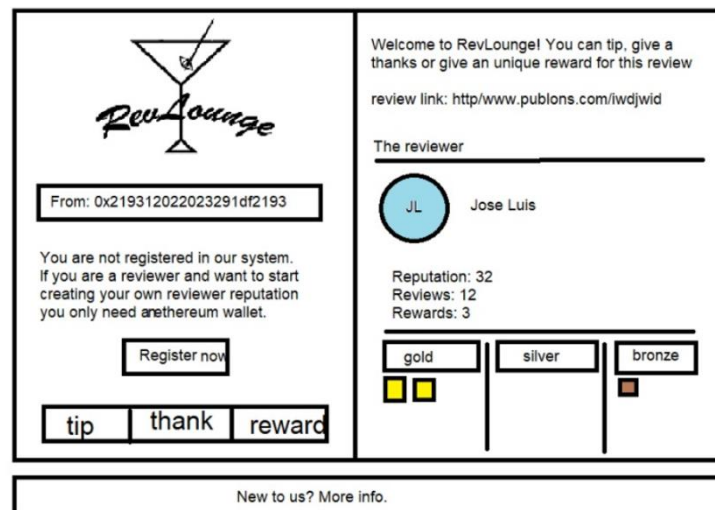 RevLounge
From: 0x219312022023291df2193
You are not registered in our system.
If you are a reviewer and want to start
creating your own reviewer reputation
you only need anethereum wallet.
Register now
tip
thank
reward
Welcome to RevLounge! You can tip, give a
thanks or give an unique reward for this review
review link: http/www.publons.com/iwdjwid
The reviewer
JL
Jose Luis
Reputation: 32
Reviews: 12
Rewards: 3
gold
silver
bronze
New to us? More info.